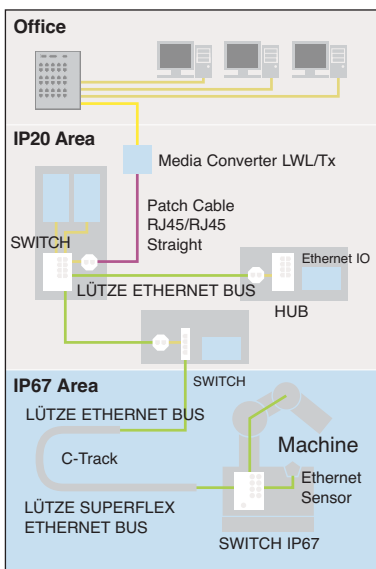 Office
IP20 Area
Media Converter LWL/Tx
Patch Cable
RJ45/RJ45
Straight
SWITCH
Ethernet IO
LÜTZE ETHERNET BUS
HUB
SWITCH
IP67 Area
LÜTZE ETHERNET BUS
Machine
C-Track
Ethernet
Sensor
LÜTZE SUPERFLEX
ETHERNET BUS
SWITCH IP67